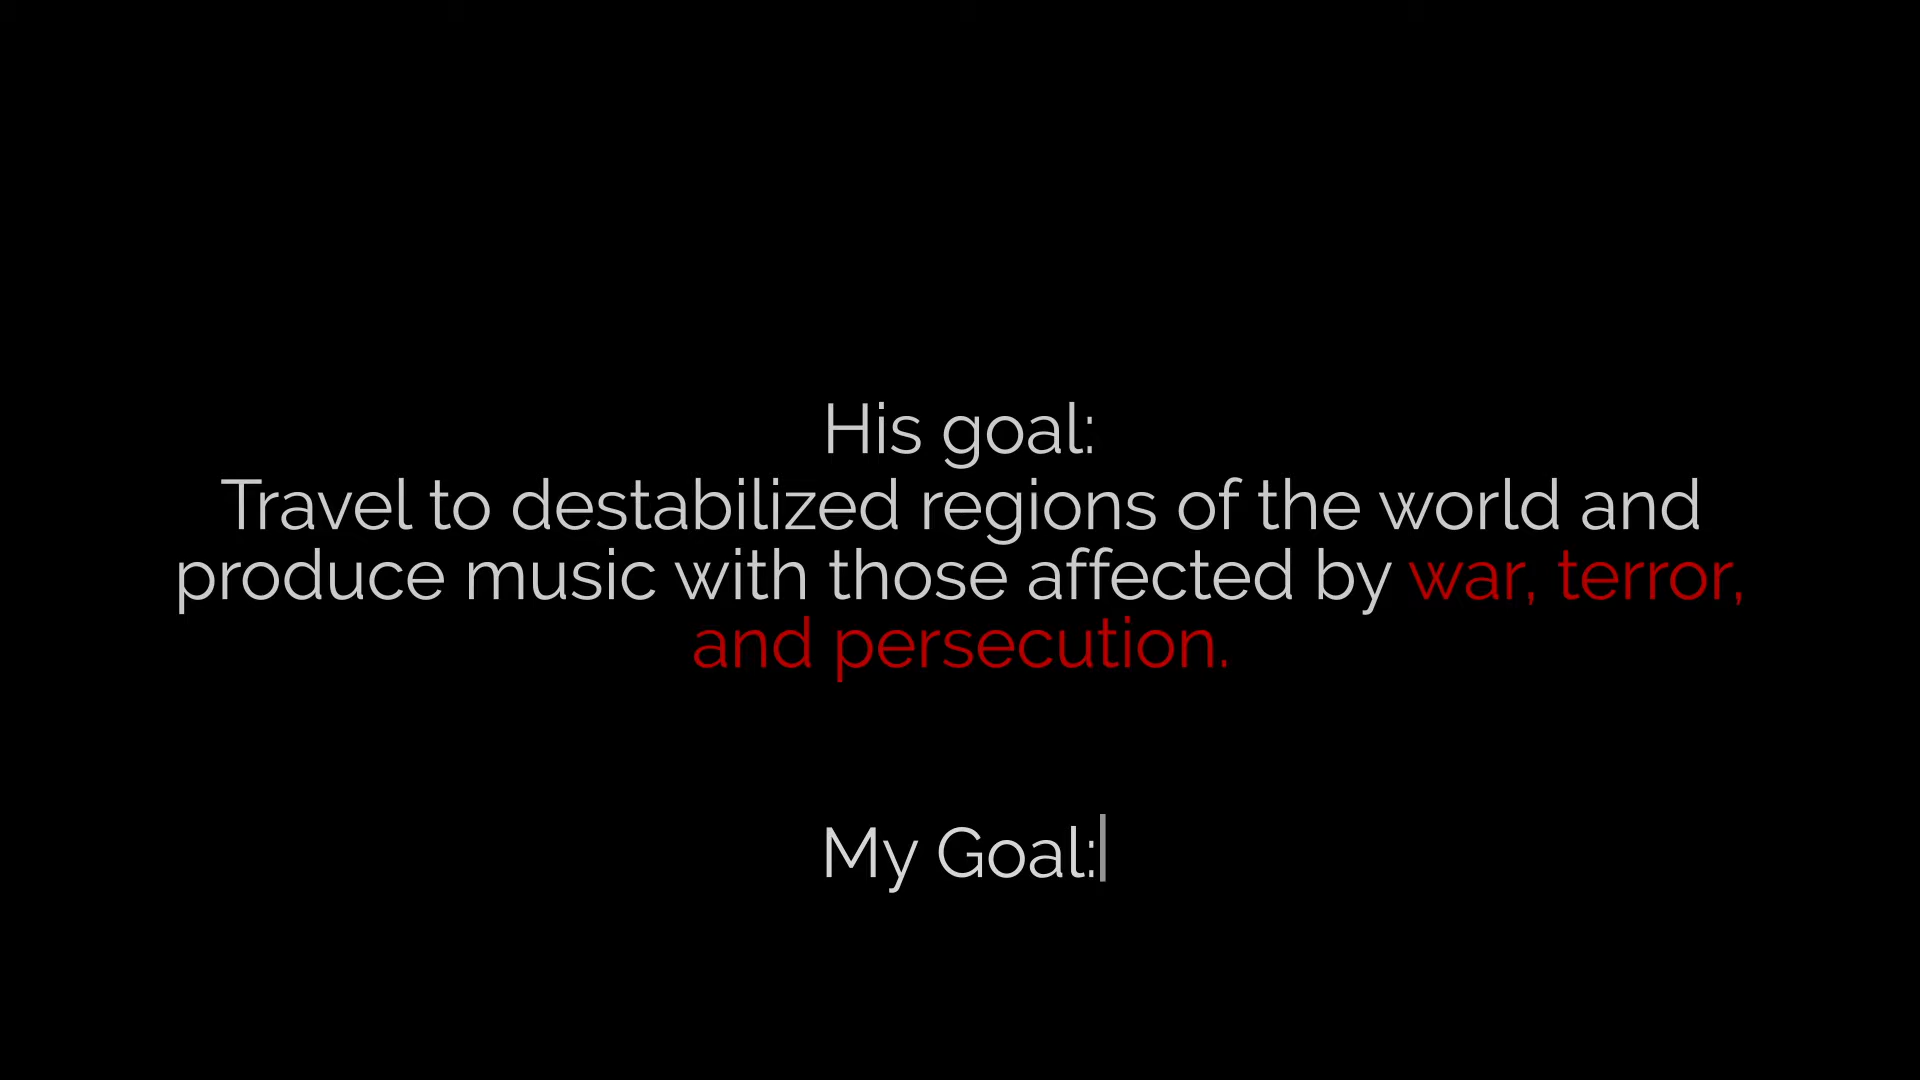 His goal:
Travel to destabilized regions of the world and
produce music with those affected by war, terror,
and persecution.
My Goal: